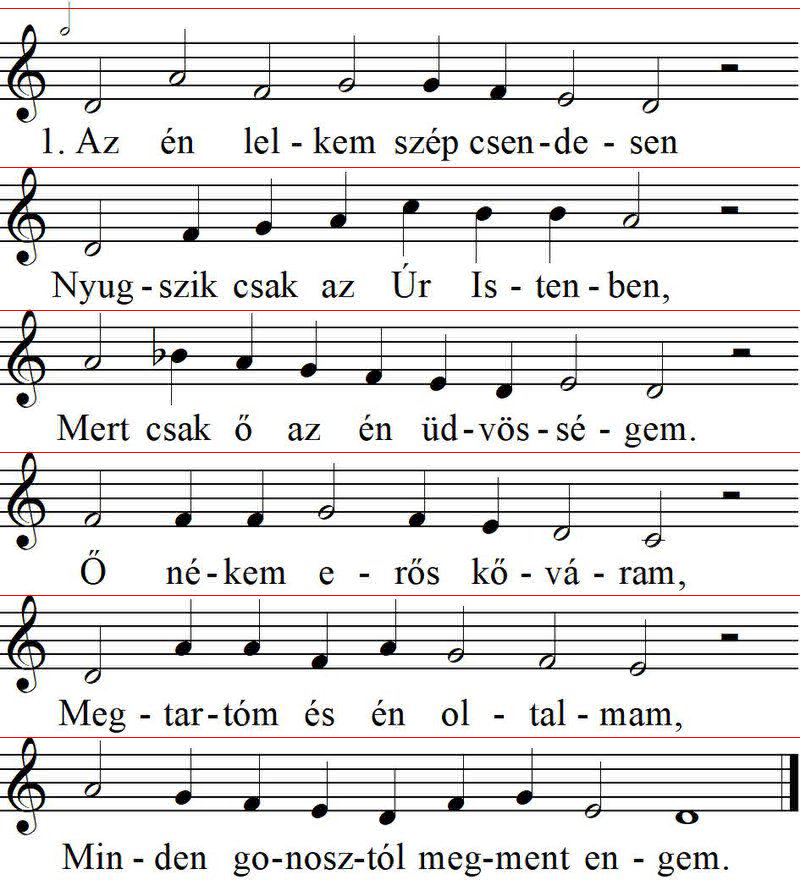 1. Az én lel - kem szép csen - de - sen
Nyug - szik csak az Úr Is - ten - ben,
Mert csak ő az én üd - vös - sé - gem.
Ő né - kem e - rős kő - vá - ram,
Meg - tar - tóm és én ol - tal - mam,
Min - den go - nosz - tól meg - ment en - gem.